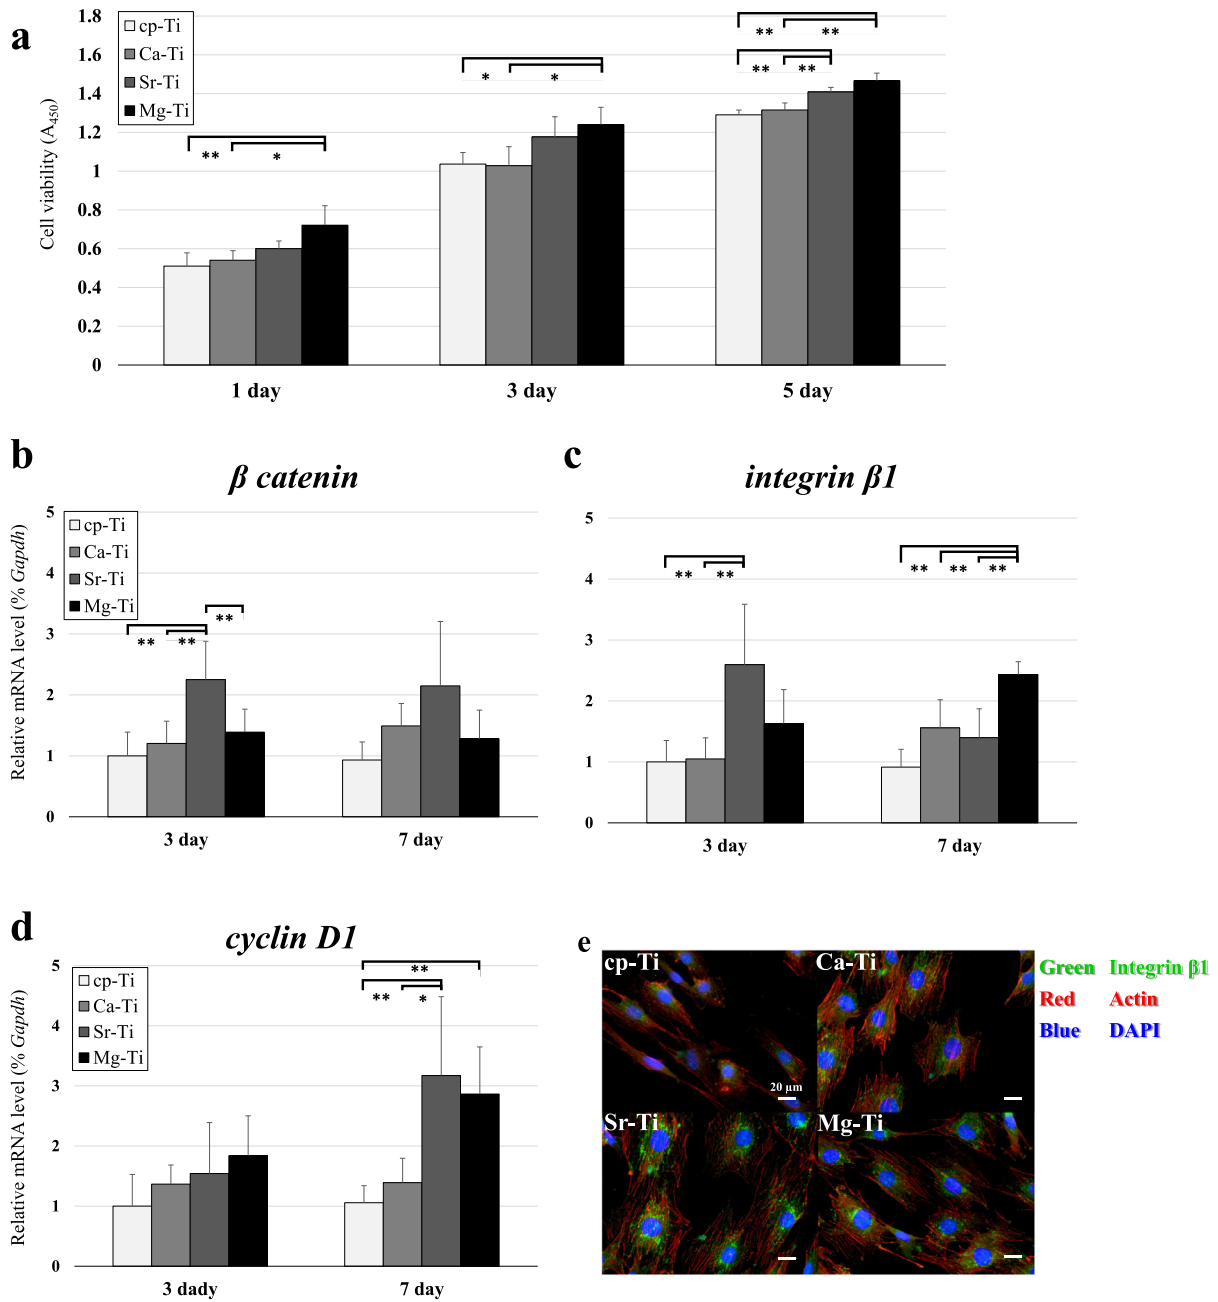 a
1.8
1.6
1.4
1.2
1
0.8
0.6
0.4
0.2
0
Cell viability (A450)
cp-Ti
Ca-Ti
Sr-Ti
Mg-Ti
** *
* *
** **
** **
1 day 3 day 5 day
b
β catenin
5
4
3
2
1
0
Relative mRNA level (% Gapdh)
cp-Ti
Ca-Ti
Sr-Ti
Mg-Ti
**
** **
3 day 7 day
c
integrin β1
5
4
3
2
1
0
** **
** ** **
3 day 7 day
d
cyclin D1
5
4
3
2
1
0
Relative mRNA level (% Gapdh)
cp-Ti
Ca-Ti
Sr-Ti
Mg-Ti
**
** *
3 dady 7 day
e
cp-Ti Ca-Ti
20 μm
Sr-Ti Mg-Ti
Green Integrin β1
Red Actin
Blue DAPI